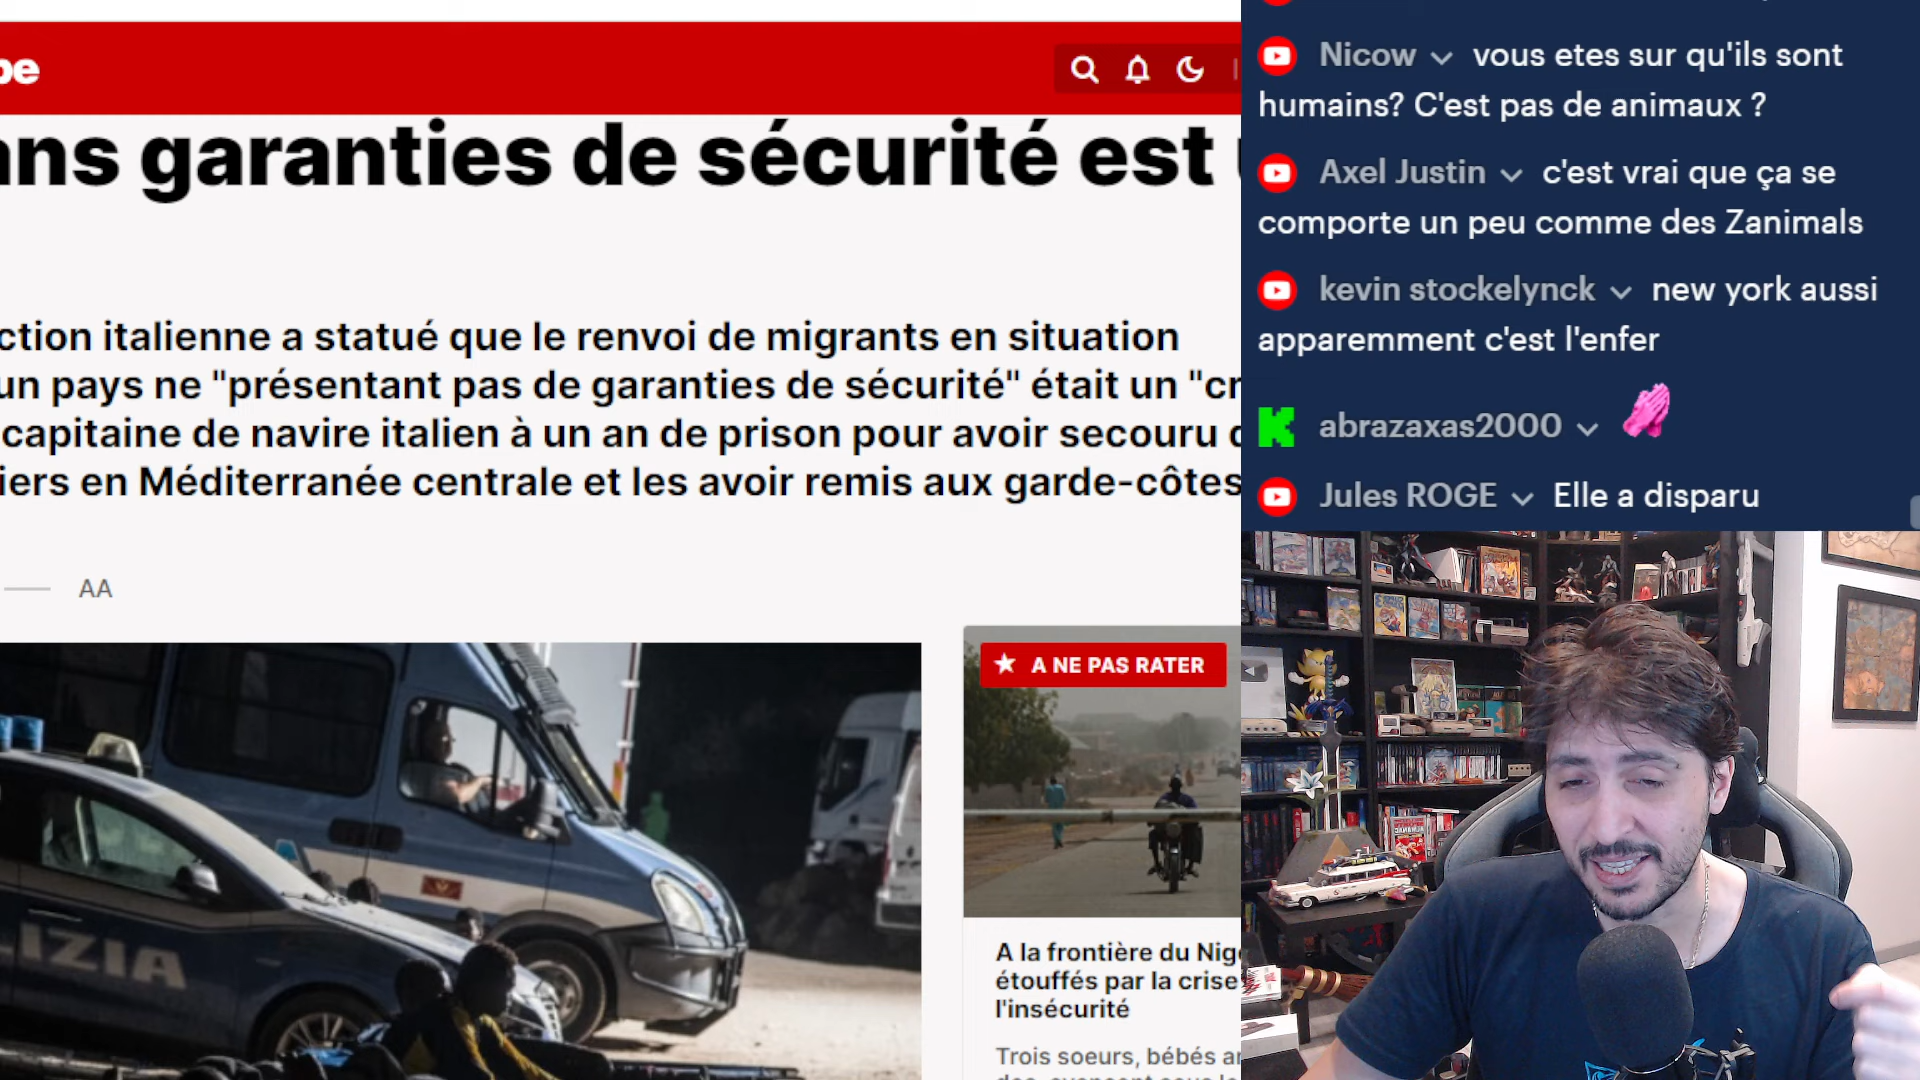 pe
ans garanties de sécurité est
ction italienne a statué que le renvoi de migrants en situation
un pays ne "présentant pas de garanties de sécurité" était un "cr
capitaine de navire italien à un an de prison pour avoir secouru
iers en Méditerranée centrale et les avoir remis aux garde-côtes
AA
IZIA
A NE PAS RATER
A la frontière du Nig
étouffés par la crise
l'insécurité
Trois soeurs, bébés
Nicow vous etes sur qu'ils sont
humains? C'est pas de animaux ?
Axel Justin c'est vrai que ça se
comporte un peu comme des Zanimals
kevin stockelynck new york aussi
apparemment c'est l'enfer
abrazaxas2000
Jules ROGE Elle a disparu